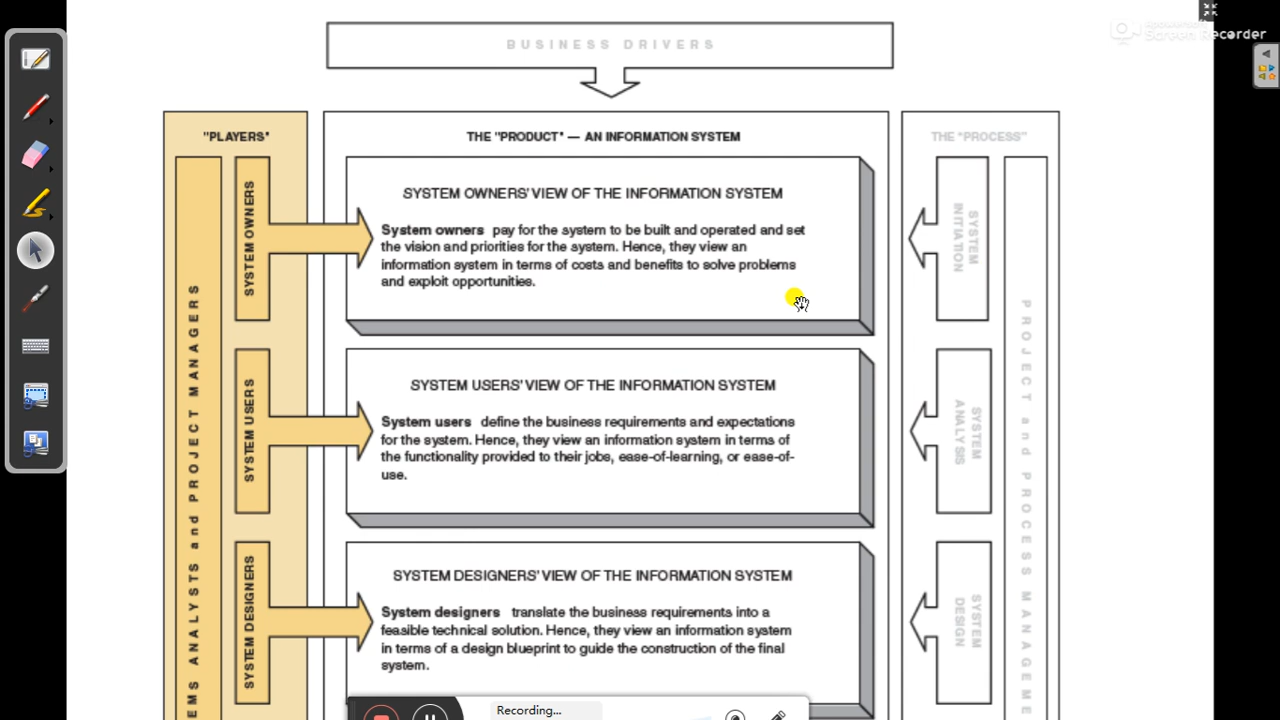 BUSINESS DRIVERS
Apowersoft
Screen Recorder
"PLAYERS"
THE "PRODUCT" — AN INFORMATION SYSTEM
THE "PROCESS"
SYSTEM OWNERS
SYSTEM OWNERS' VIEW OF THE INFORMATION SYSTEM
System owners pay for the system to be built and operated and set
the vision and priorities for the system. Hence, they view an
information system in terms of costs and benefits to solve problems
and exploit opportunities.
SYSTEM
INITIATION
SYSTEM USERS
SYSTEM USERS' VIEW OF THE INFORMATION SYSTEM
System users define the business requirements and expectations
for the system. Hence, they view an information system in terms of
the functionality provided to their jobs, ease-of-learning, or ease-of-
use.
SYSTEM
ANALYSIS
SYSTEM DESIGNERS
SYSTEM DESIGNERS' VIEW OF THE INFORMATION SYSTEM
System designers translate the business requirements into a
feasible technical solution. Hence, they view an information system
in terms of a design blueprint to guide the construction of the final
system.
SYSTEM
DESIGN
EMS ANALYSTS and PROJECT MANAGERS
PROJECT and PROCESS MANAGEME
Recording...